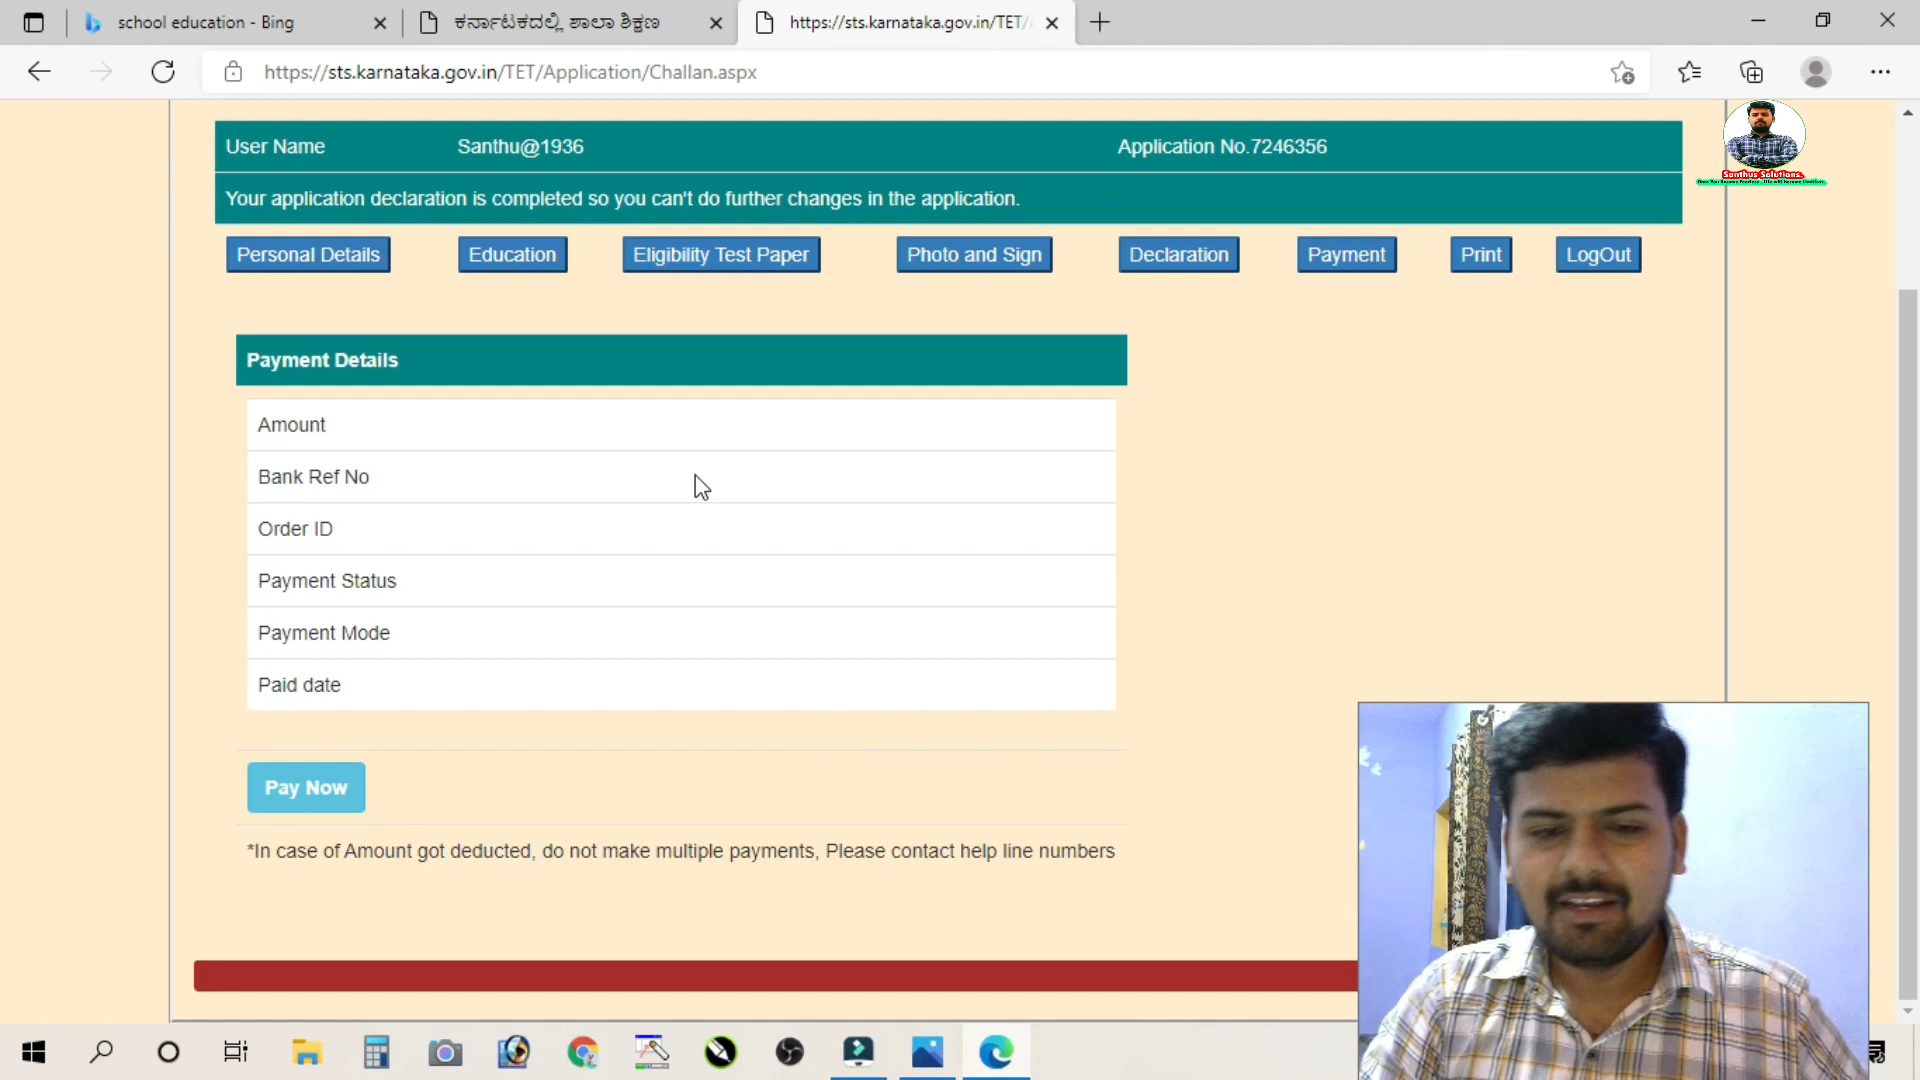 school education - Bing
ಕರ್ನಾಟಕದಲ್ಲಿ ಶಾಲಾ ಶಿಕ್ಷಣ
https://sts.karnataka.gov.in/TET/
https://sts.karnataka.gov.in/TET/Application/Challan.aspx
User Name Santhu@1936 Application No.7246356
Santhus Solutions.
Your application declaration is completed so you can't do further changes in the application.
Personal Details Education Eligibility Test Paper Photo and Sign Declaration Payment Print LogOut
Payment Details
Amount
Bank Ref No
Order ID
Payment Status
Payment Mode
Paid date
Pay Now
*In case of Amount got deducted, do not make multiple payments, Please contact help line numbers